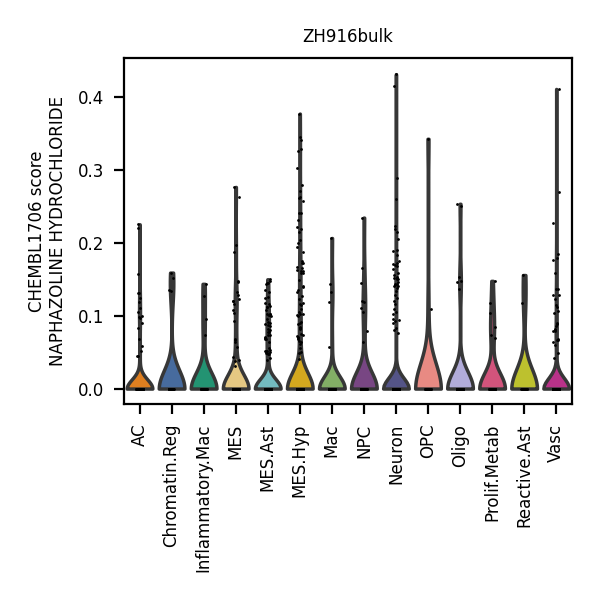 ZH916bulk
CHEMBL1706 score
NAPHAZOLINE HYDROCHLORIDE
0.4
0.3
0.2
0.1
0.0
AC
Chromatin.Reg
Inflammatory.Mac
MES
MES.Ast
MES.Hyp
Mac
NPC
Neuron
OPC
Oligo
Prolif.Metab
Reactive.Ast
Vasc